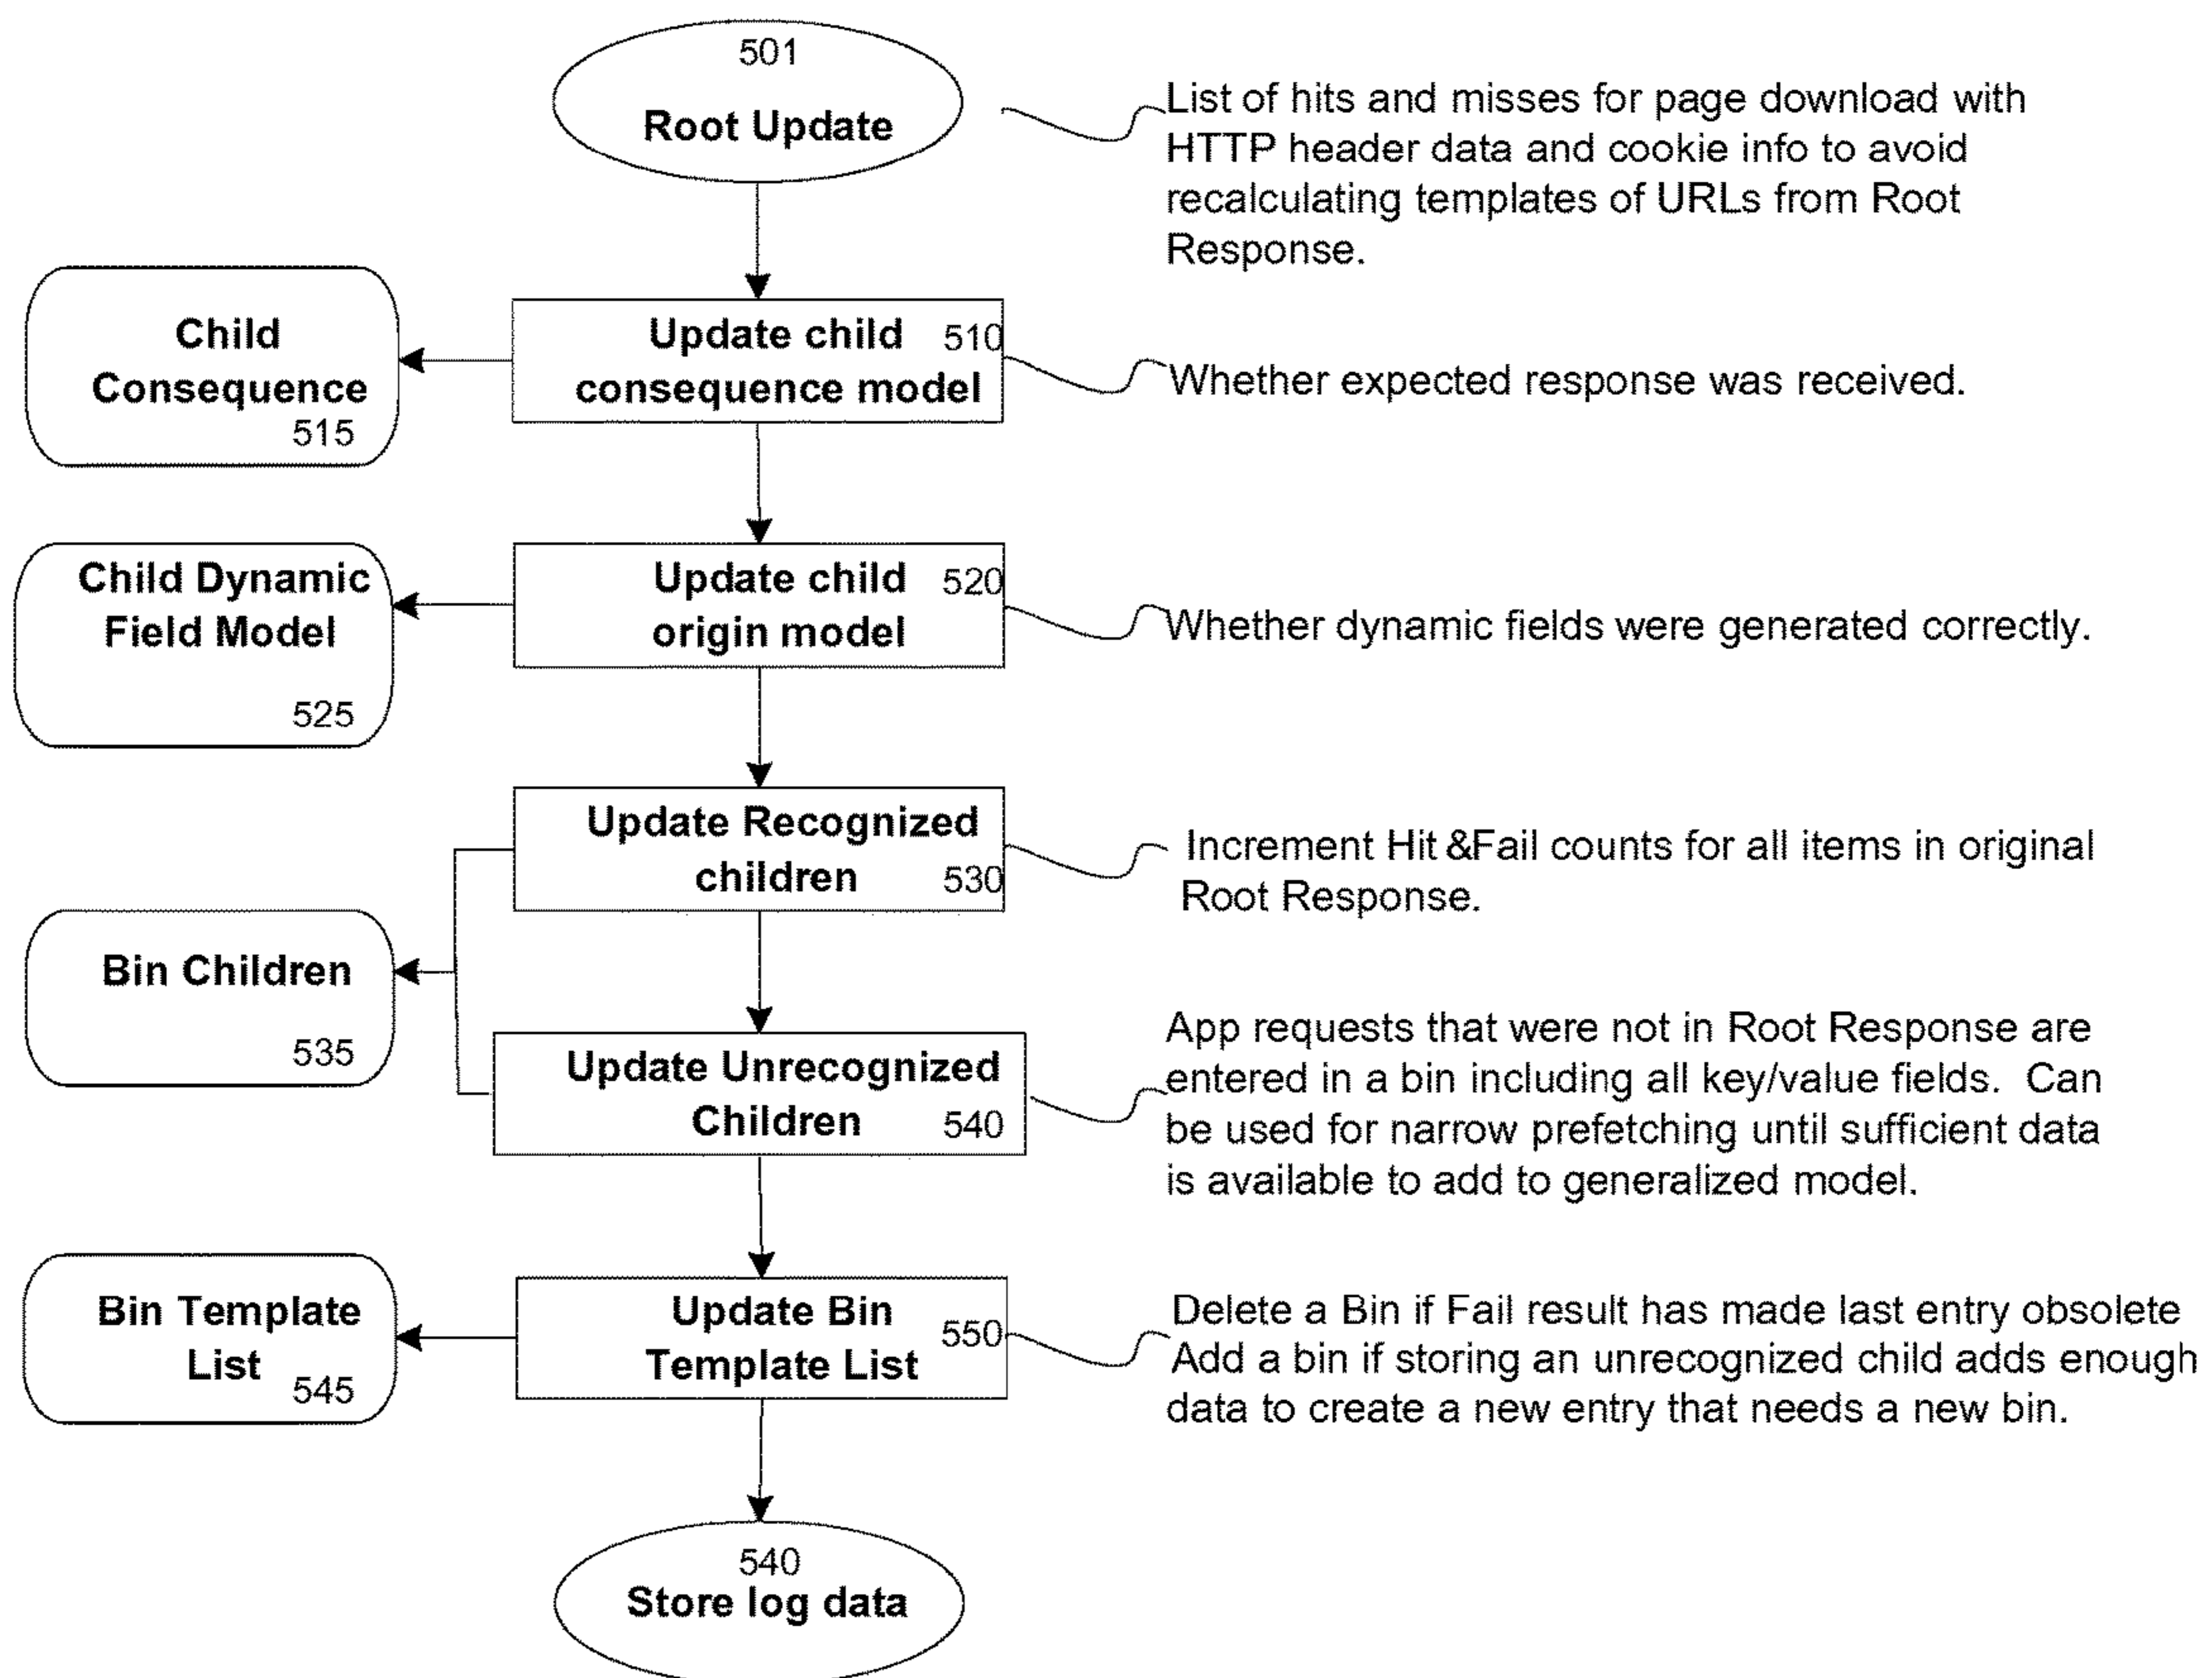 501
Root Update
List of hits and misses for page download with
HTTP header data and cookie info to avoid
recalculating templates of URLs from Root
Response.
Child
Consequence
515
Update child
consequence model
510
Whether expected response was received.
Child Dynamic
Field Model
525
Update child
origin model
520
Whether dynamic fields were generated correctly.
Update Recognized
children
530
Increment Hit &Fail counts for all items in original
Root Response.
Bin Children
535
Update Unrecognized
Children
540
App requests that were not in Root Response are
entered in a bin including all key/value fields. Can
be used for narrow prefetching until sufficient data
is available to add to generalized model.
Bin Template
List
545
Update Bin
Template List
550
Delete a Bin if Fail result has made last entry obsolete
Add a bin if storing an unrecognized child adds enough
data to create a new entry that needs a new bin.
540
Store log data